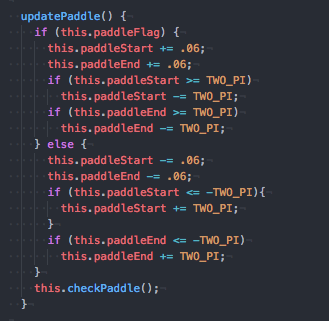 updatePaddle() {
if (this.paddleFlag) {
this.paddleStart += .06;
this.paddleEnd += .06;
if (this.paddleStart >= TWO_PI)
this.paddleStart -= TWO_PI;
if (this.paddleEnd >= TWO_PI)
this.paddleEnd -= TWO_PI;
} else {
this.paddleStart -= .06;
this.paddleEnd -= .06;
if (this.paddleStart <= -TWO_PI){
this.paddleStart += TWO_PI;
}
if (this.paddleEnd <= -TWO_PI)
this.paddleEnd += TWO_PI;
}
this.checkPaddle();
}